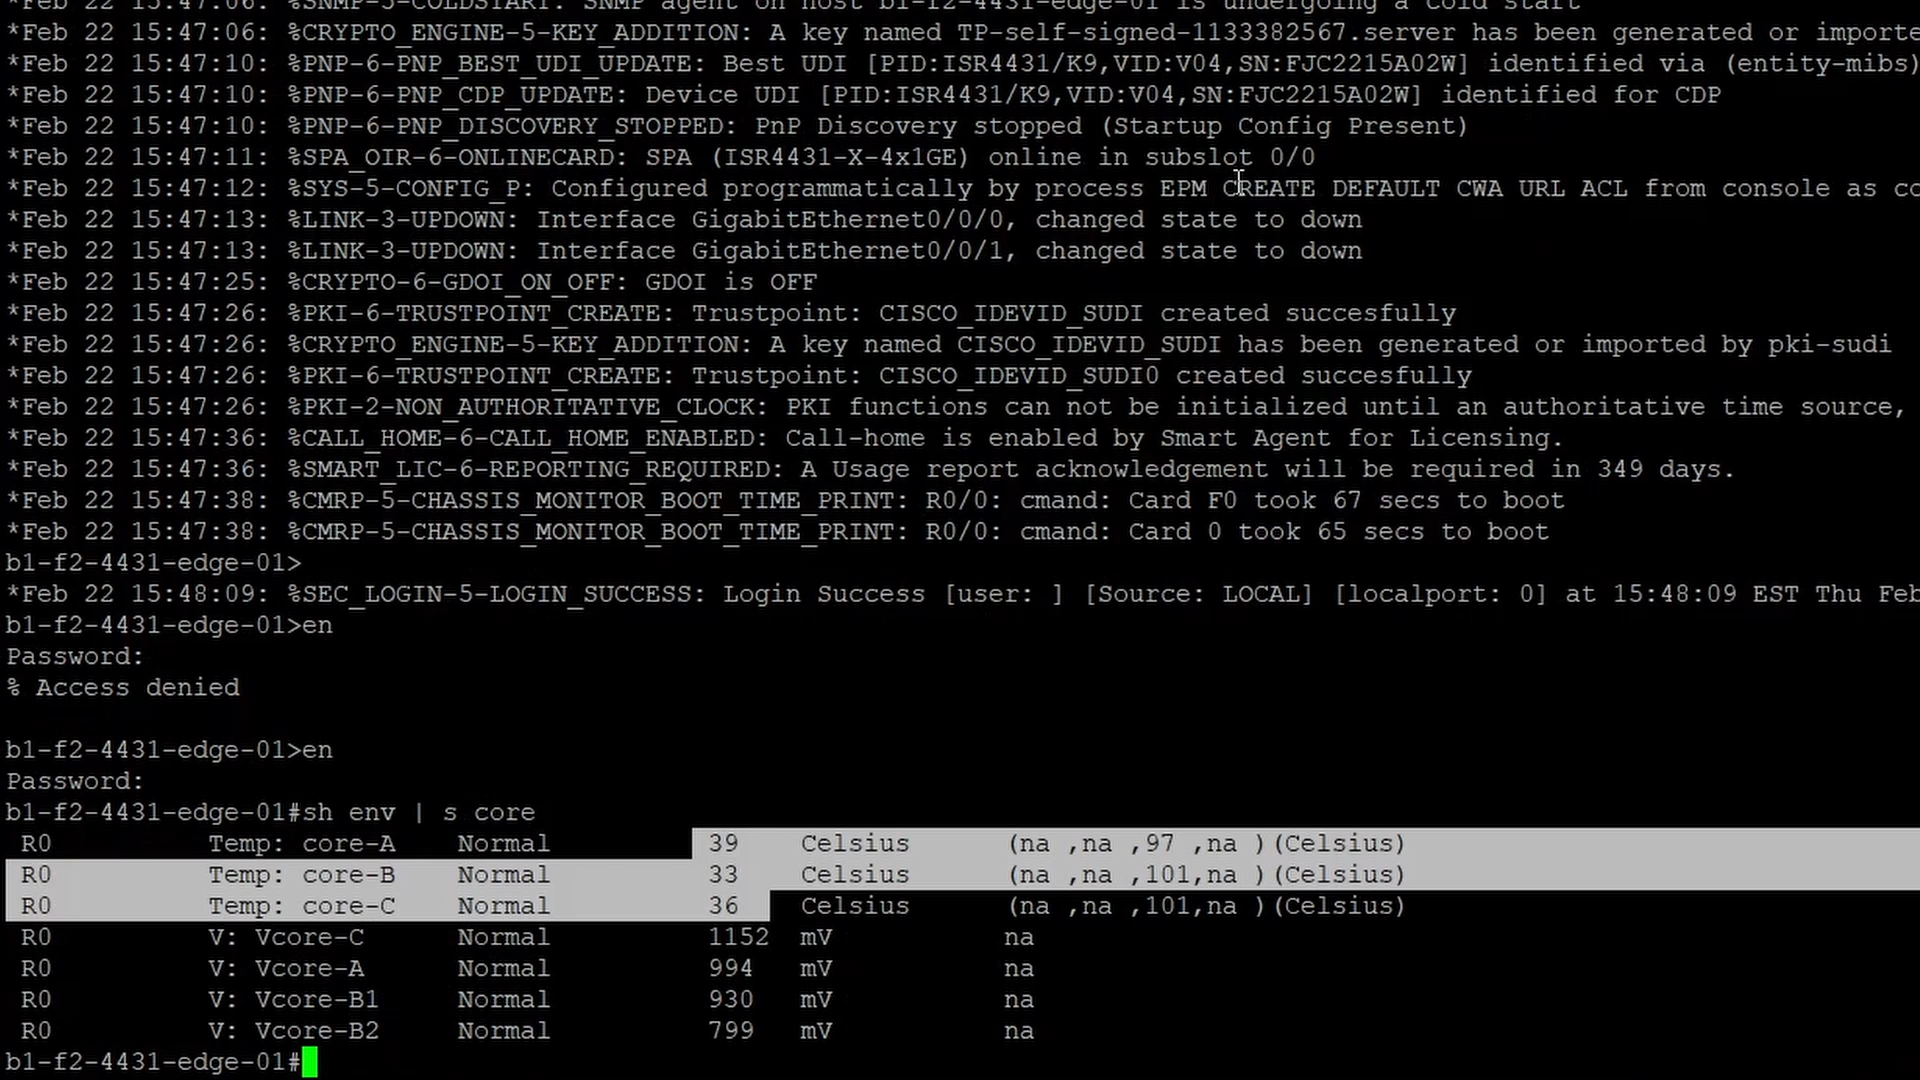 *Feb 22 15:47:06: %SNMP-5-COLDSTART: SNMP agent on host b1-f2-edge-01 is undergoing a cold start
*Feb 22 15:47:06: %CRYPTO_ENGINE-5-KEY_ADDITION: A key named TP-self-signed-1133382567.server has been generated or importe
*Feb 22 15:47:10: %PNP-6-PNP_BEST_UDI_UPDATE: Best UDI [PID:ISR4431/K9,VID:V04,SN:FJC2215A02W] identified via (entity-mibs)
*Feb 22 15:47:10: %PNP-6-PNP_CDP_UPDATE: Device UDI [PID:ISR4431/K9,VID:V04,SN:FJC2215A02W] identified for CDP
*Feb 22 15:47:10: %PNP-6-PNP_DISCOVERY_STOPPED: PnP Discovery stopped (Startup Config Present)
*Feb 22 15:47:11: %SPA_OIR-6-ONLINECARD: SPA (ISR4431-X-4x1GE) online in subslot 0/0
*Feb 22 15:47:12: %SYS-5-CONFIG_P: Configured programmatically by process EPM CREATE DEFAULT CWA URL ACL from console as co
*Feb 22 15:47:13: %LINK-3-UPDOWN: Interface GigabitEthernet0/0/0, changed state to down
*Feb 22 15:47:13: %LINK-3-UPDOWN: Interface GigabitEthernet0/0/1, changed state to down
*Feb 22 15:47:25: %CRYPTO-6-GDOI_ON_OFF: GDOI is OFF
*Feb 22 15:47:26: %PKI-6-TRUSTPOINT_CREATE: Trustpoint: CISCO_IDEVID_SUDI created succesfully
*Feb 22 15:47:26: %CRYPTO_ENGINE-5-KEY_ADDITION: A key named CISCO_IDEVID_SUDI has been generated or imported by pki-sudi
*Feb 22 15:47:26: %PKI-6-TRUSTPOINT_CREATE: Trustpoint: CISCO_IDEVID_SUDI0 created succesfully
*Feb 22 15:47:26: %PKI-2-NON_AUTHORITATIVE_CLOCK: PKI functions can not be initialized until an authoritative time source,
*Feb 22 15:47:36: %CALL_HOME-6-CALL_HOME_ENABLED: Call-home is enabled by Smart Agent for Licensing.
*Feb 22 15:47:36: %SMART_LIC-6-REPORTING_REQUIRED: A Usage report acknowledgement will be required in 349 days.
*Feb 22 15:47:38: %CMRP-5-CHASSIS_MONITOR_BOOT_TIME_PRINT: R0/0: cmand: Card F0 took 67 secs to boot
*Feb 22 15:47:38: %CMRP-5-CHASSIS_MONITOR_BOOT_TIME_PRINT: R0/0: cmand: Card 0 took 65 secs to boot
b1-f2-4431-edge-01>
*Feb 22 15:48:09: %SEC_LOGIN-5-LOGIN_SUCCESS: Login Success [user: ] [Source: LOCAL] [localport: 0] at 15:48:09 EST Thu Feb
b1-f2-4431-edge-01>en
Password:
% Access denied
b1-f2-4431-edge-01>en
Password:
b1-f2-4431-edge-01#sh env | s core
R0 Temp: core-A Normal 39 Celsius (na ,na ,97 ,na )(Celsius)
R0 Temp: core-B Normal 33 Celsius (na ,na ,101,na )(Celsius)
R0 Temp: core-C Normal 36 Celsius (na ,na ,101,na )(Celsius)
R0 V: Vcore-C Normal 1152 mV na
R0 V: Vcore-A Normal 994 mV na
R0 V: Vcore-B1 Normal 930 mV na
R0 V: Vcore-B2 Normal 799 mV na
b1-f2-4431-edge-01#